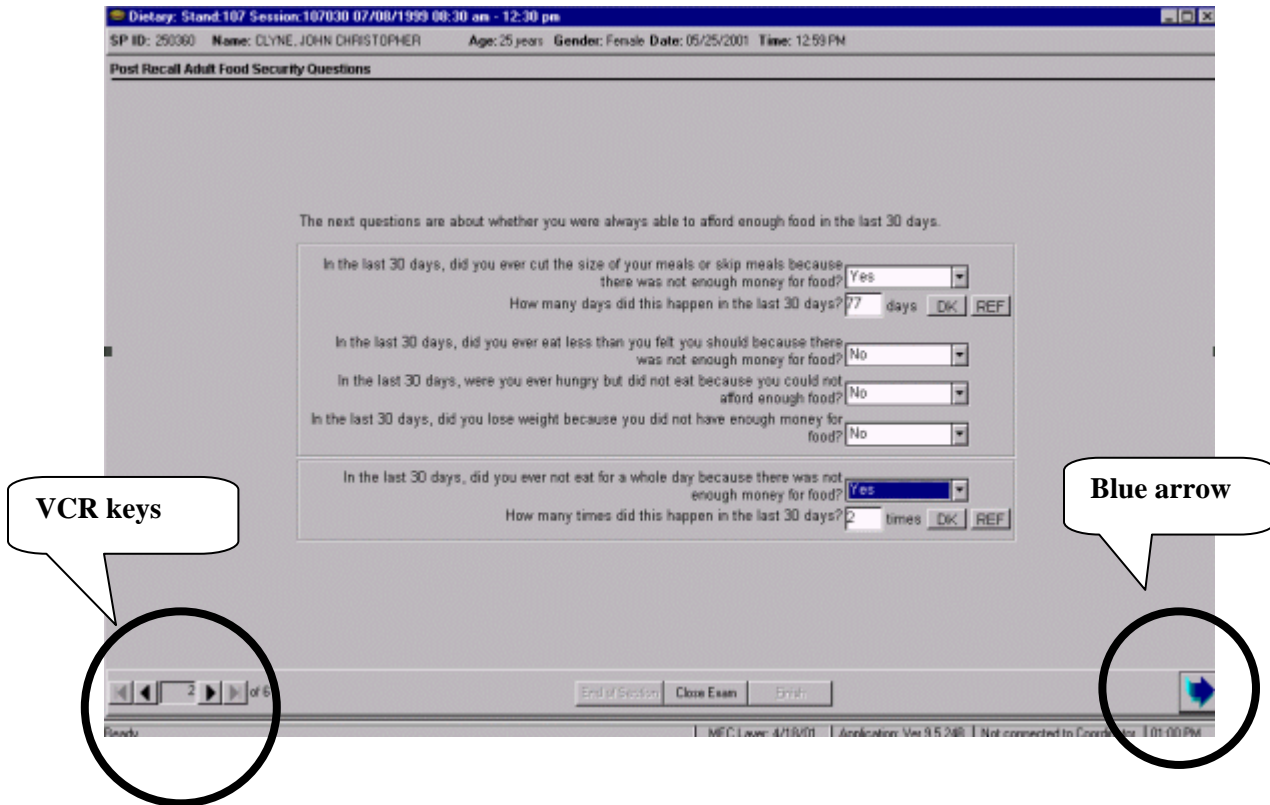 Dietary: Stand:107 Session:107030 07/08/1999 08:30 am - 12:30 pm
SP ID: 250360 Name: CLYNE, JOHN CHRISTOPHER Age: 25 years Gender: Female Date: 05/25/2001 Time: 12:59 PM
Post Recall Adult Food Security Questions
The next questions are about whether you were always able to afford enough food in the last 30 days.
In the last 30 days, did you ever cut the size of your meals or skip meals because
there was not enough money for food? Yes
How many days did this happen in the last 30 days? 77 days DK REF
In the last 30 days, did you ever eat less than you felt you should because there
was not enough money for food? No
In the last 30 days, were you ever hungry but did not eat because you could not
afford enough food? No
In the last 30 days, did you lose weight because you did not have enough money for
food? No
In the last 30 days, did you ever not eat for a whole day because there was not
enough money for food? Yes
How many times did this happen in the last 30 days? 2 times DK REF
VCR keys
Blue arrow
2 of 6
End of Section Close Exam Finish
Ready MEC Layer: 4/18/01 Application: Ver 9.5.248 Not connected to Coordinator 01:00 PM